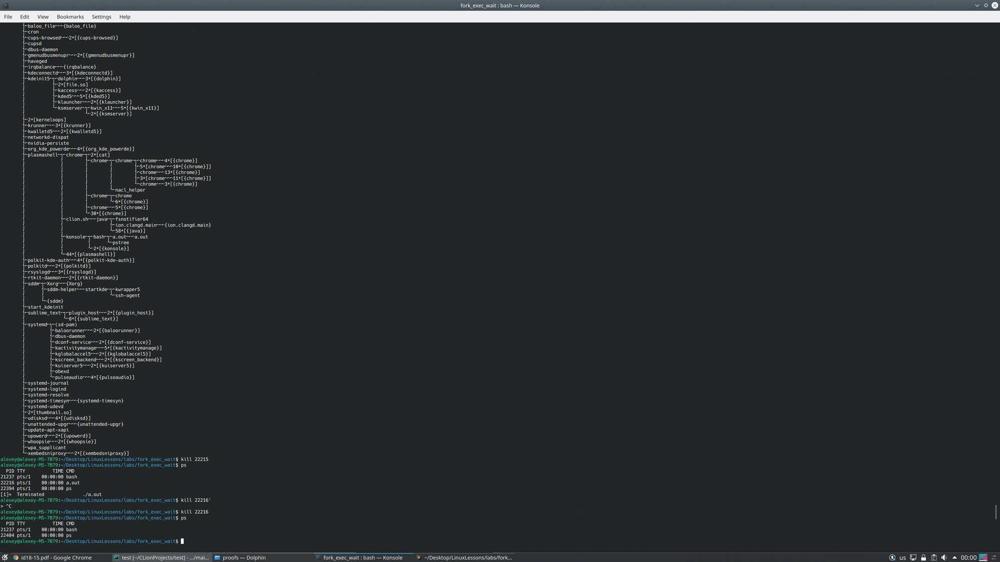 fork_exec_wait : bash — Konsole
File Edit View Bookmarks Settings Help
├─baloo_file───{baloo_file}
├─cron
├─cups-browsed───2*[{cups-browsed}]
├─cupsd
├─dbus-daemon
├─gmenudbusmenupr───2*[{gmenudbusmenupr}]
├─haveged
├─irqbalance───{irqbalance}
├─kdeconnectd───3*[{kdeconnectd}]
├─kdeinit5─┬─dolphin───3*[{dolphin}]
│          ├─2*[file.so]
│          ├─kaccess───2*[{kaccess}]
│          ├─kded5───5*[{kded5}]
│          ├─klauncher───2*[{klauncher}]
│          └─ksmserver─┬─kwin_x11───5*[{kwin_x11}]
│                      └─2*[{ksmserver}]
├─2*[kerneloops]
├─krunner───3*[{krunner}]
├─kwalletd5───2*[{kwalletd5}]
├─networkd-dispat
├─nvidia-persiste
├─org_kde_powerde───4*[{org_kde_powerde}]
├─plasmashell─┬─chrome─┬─2*[cat]
│             │        ├─chrome─┬─chrome─┬─chrome───4*[{chrome}]
│             │        │        │        ├─5*[chrome───10*[{chrome}]]
│             │        │        │        ├─chrome───13*[{chrome}]
│             │        │        │        ├─3*[chrome───11*[{chrome}]]
│             │        │        │        └─chrome───3*[{chrome}]
│             │        │        └─nacl_helper
│             │        ├─chrome─┬─chrome
│             │        │        └─6*[{chrome}]
│             │        ├─chrome───5*[{chrome}]
│             │        └─30*[{chrome}]
│             ├─clion.sh───java─┬─fsnotifier64
│             │                 ├─ion.clangd.main───{ion.clangd.main}
│             │                 └─58*[{java}]
│             ├─konsole─┬─bash─┬─a.out───a.out
│             │         │      └─pstree
│             │         └─2*[{konsole}]
│             └─44*[{plasmashell}]
├─polkit-kde-auth───4*[{polkit-kde-auth}]
├─polkitd───2*[{polkitd}]
├─rsyslogd───3*[{rsyslogd}]
├─rtkit-daemon───2*[{rtkit-daemon}]
├─sddm─┬─Xorg───{Xorg}
│      ├─sddm-helper───startkde─┬─kwrapper5
│      │                        └─ssh-agent
│      └─{sddm}
├─start_kdeinit
├─sublime_text─┬─plugin_host───2*[{plugin_host}]
│              └─8*[{sublime_text}]
├─systemd─┬─(sd-pam)
│         ├─baloorunner───2*[{baloorunner}]
│         ├─dbus-daemon
│         ├─dconf-service───2*[{dconf-service}]
│         ├─kactivitymanage───5*[{kactivitymanage}]
│         ├─kglobalaccel5───2*[{kglobalaccel5}]
│         ├─kscreen_backend───2*[{kscreen_backend}]
│         ├─kuiserver5───2*[{kuiserver5}]
│         ├─obexd
│         └─pulseaudio───4*[{pulseaudio}]
├─systemd-journal
├─systemd-logind
├─systemd-resolve
├─systemd-timesyn───{systemd-timesyn}
├─systemd-udevd
├─2*[thumbnail.so]
├─udisksd───4*[{udisksd}]
├─unattended-upgr───{unattended-upgr}
├─update-apt-xapi
├─upowerd───2*[{upowerd}]
├─whoopsie───2*[{whoopsie}]
├─wpa_supplicant
└─xembedsniproxy───2*[{xembedsniproxy}]
alexey@alexey-MS-7B79:~/Desktop/LinuxLessons/labs/fork_exec_wait$ kill 22215
alexey@alexey-MS-7B79:~/Desktop/LinuxLessons/labs/fork_exec_wait$ ps
PID TTY TIME CMD
21237 pts/1 00:00:00 bash
22216 pts/1 00:00:00 a.out
22394 pts/1 00:00:00 ps
[1]+ Terminated ./a.out
alexey@alexey-MS-7B79:~/Desktop/LinuxLessons/labs/fork_exec_wait$ kill 22216'
> ^C
alexey@alexey-MS-7B79:~/Desktop/LinuxLessons/labs/fork_exec_wait$ kill 22216
alexey@alexey-MS-7B79:~/Desktop/LinuxLessons/labs/fork_exec_wait$ ps
PID TTY TIME CMD
21237 pts/1 00:00:00 bash
22404 pts/1 00:00:00 ps
alexey@alexey-MS-7B79:~/Desktop/LinuxLessons/labs/fork_exec_wait$
id18-15.pdf - Google Chrome test [~/CLionProjects/test] - .../mai... proofs — Dolphin fork_exec_wait : bash — Konsole ~/Desktop/LinuxLessons/labs/fork... us 00:00